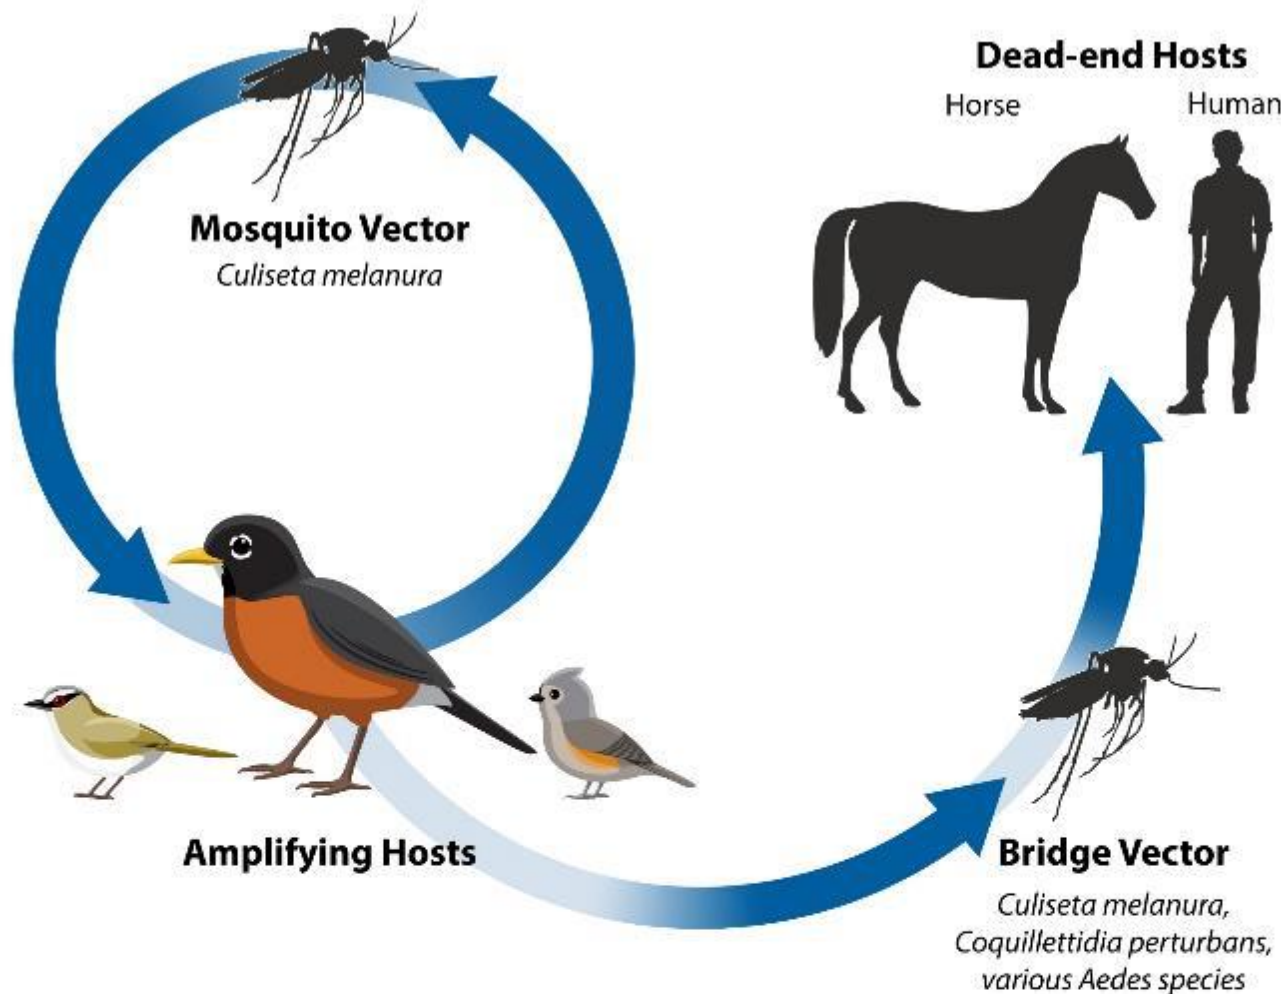 Dead-end Hosts
Horse
Human
Mosquito Vector
Culiseta melanura
Amplifying Hosts
Bridge Vector
Culiseta melanura,
Coquillettidia perturbans,
various Aedes species